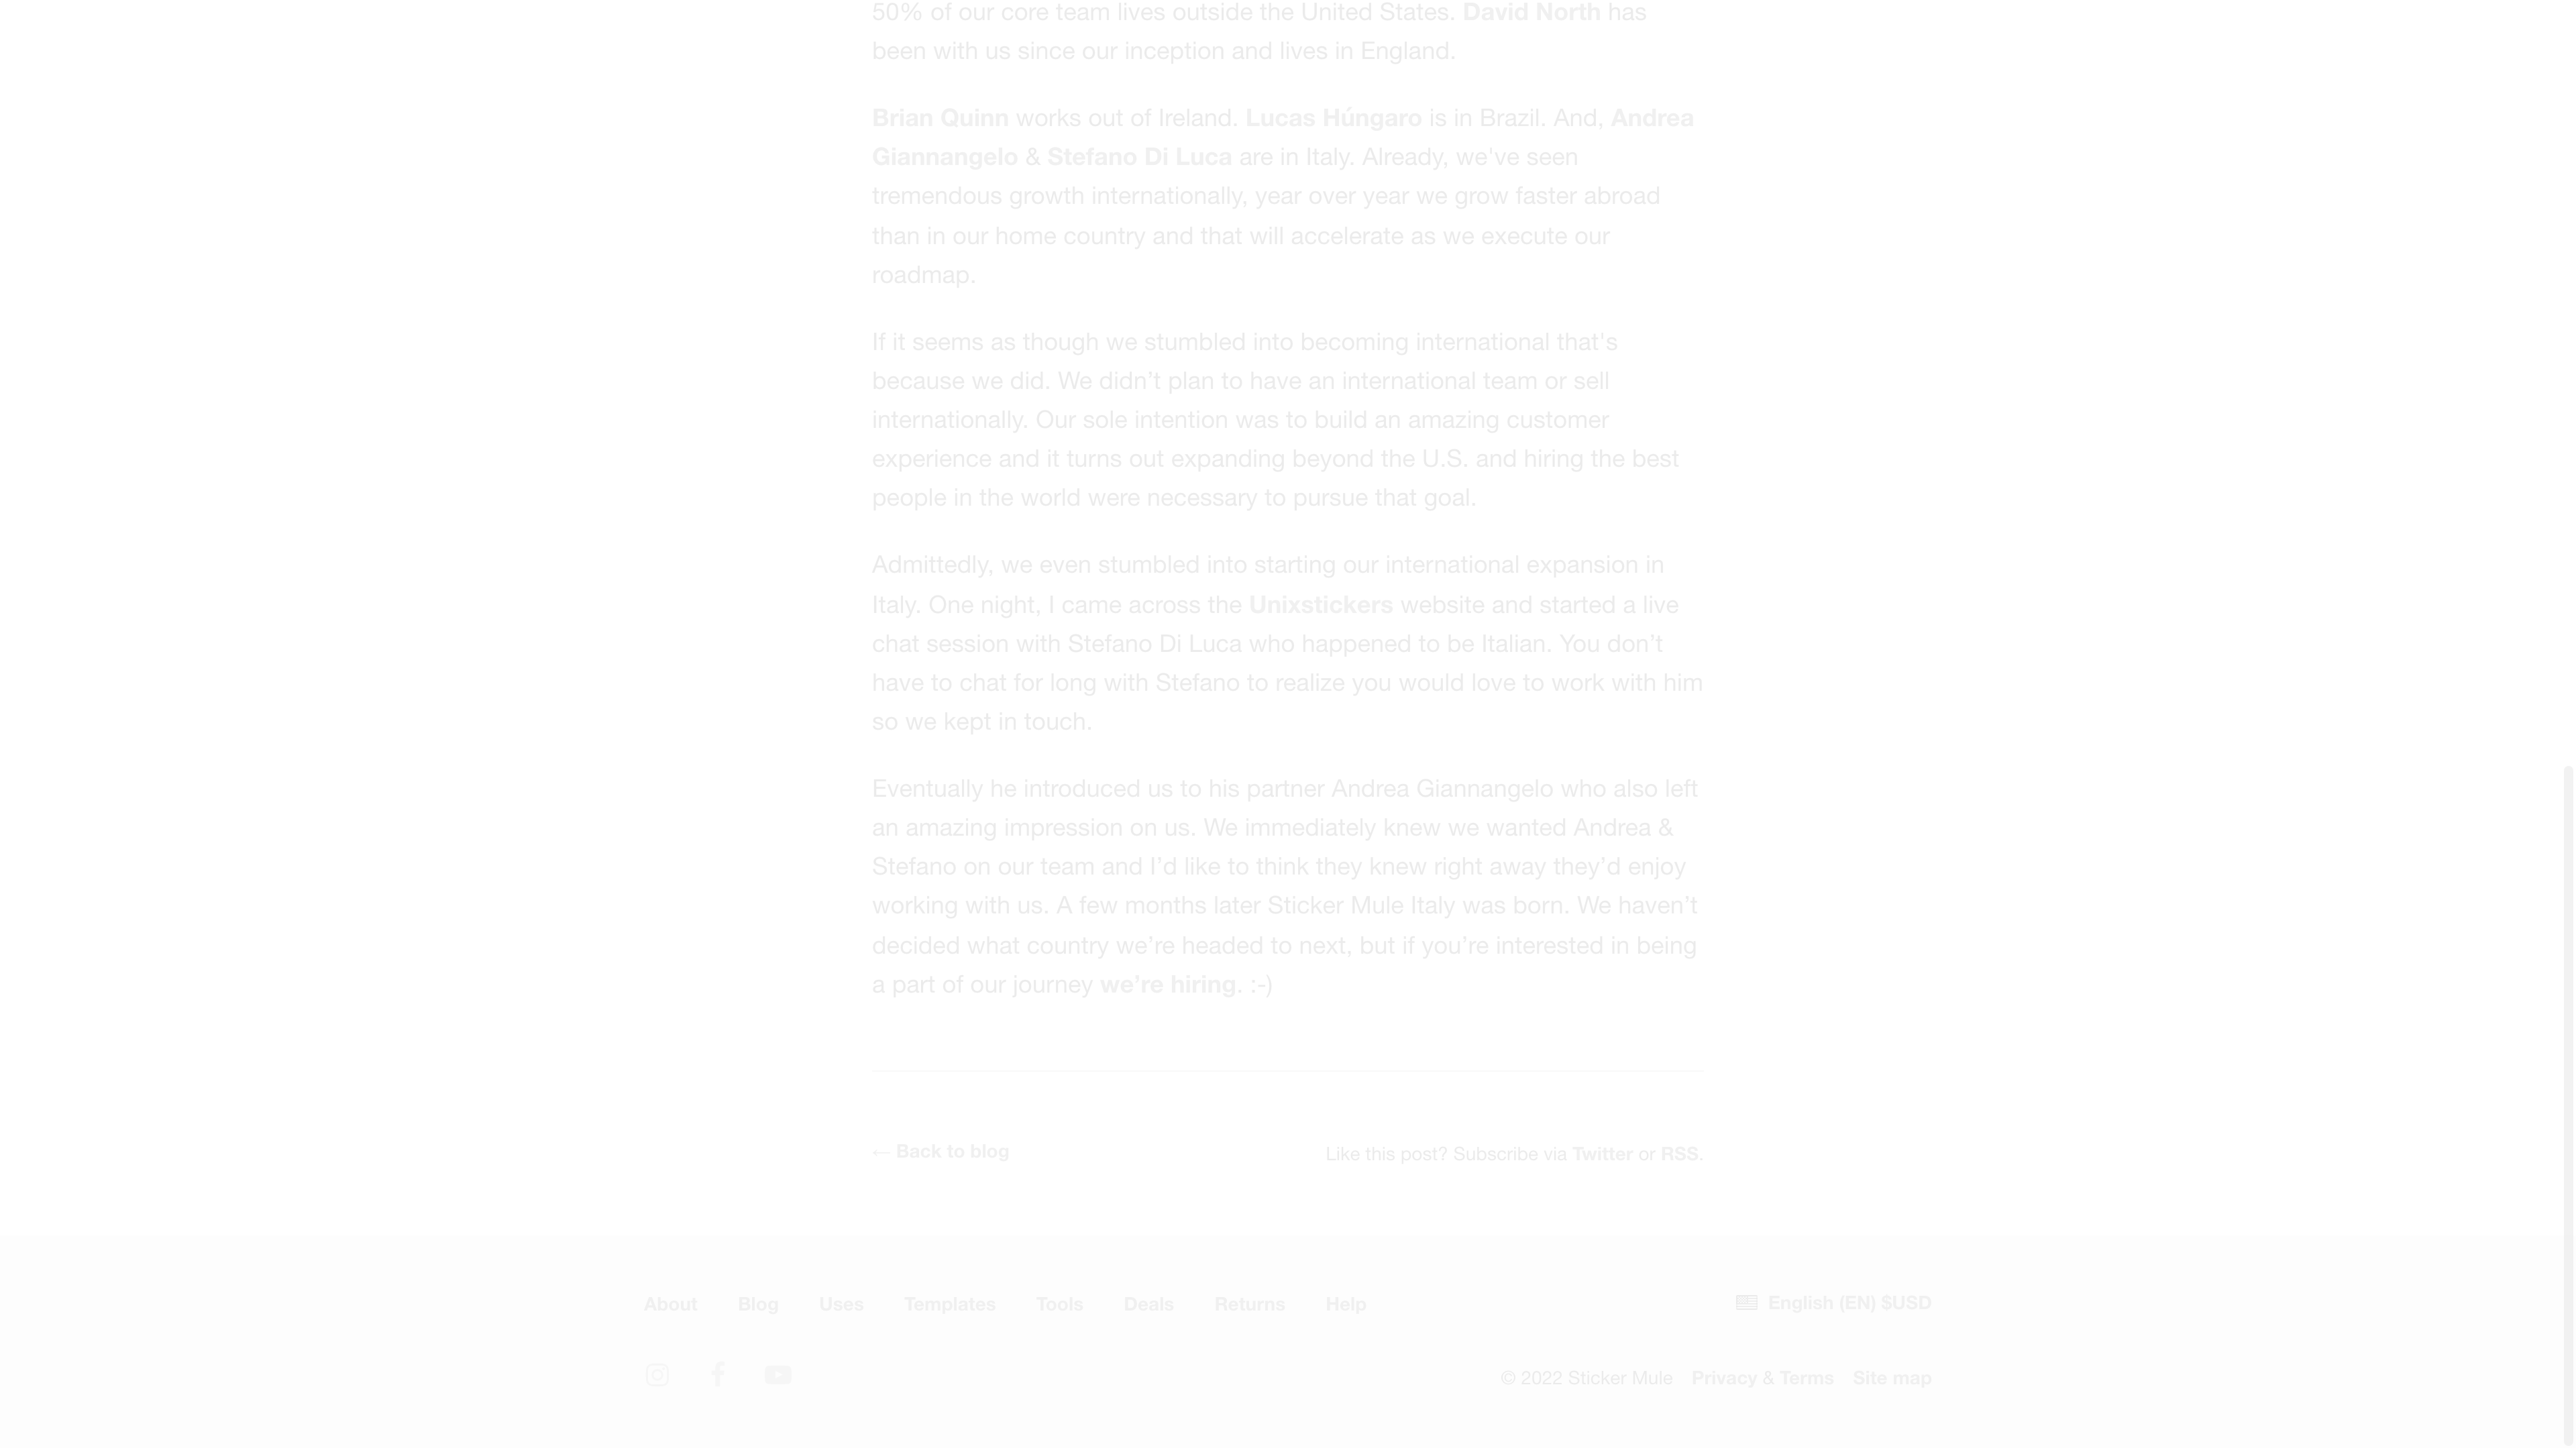 50% of our core team lives outside the United States. David North has
been with us since our inception and lives in England.
Brian Quinn works out of Ireland. Lucas Húngaro is in Brazil. And, Andrea
Giannangelo & Stefano Di Luca are in Italy. Already, we've seen
tremendous growth internationally, year over year we grow faster abroad
than in our home country and that will accelerate as we execute our
roadmap.
If it seems as though we stumbled into becoming international that's
because we did. We didn’t plan to have an international team or sell
internationally. Our sole intention was to build an amazing customer
experience and it turns out expanding beyond the U.S. and hiring the best
people in the world were necessary to pursue that goal.
Admittedly, we even stumbled into starting our international expansion in
Italy. One night, I came across the Unixstickers website and started a live
chat session with Stefano Di Luca who happened to be Italian. You don’t
have to chat for long with Stefano to realize you would love to work with him
so we kept in touch.
Eventually he introduced us to his partner Andrea Giannangelo who also left
an amazing impression on us. We immediately knew we wanted Andrea &
Stefano on our team and I’d like to think they knew right away they’d enjoy
working with us. A few months later Sticker Mule Italy was born. We haven’t
decided what country we’re headed to next, but if you’re interested in being
a part of our journey we’re hiring. :-)
← Back to blog
Like this post? Subscribe via Twitter or RSS.
About Blog Uses Templates Tools Deals Returns Help
English (EN) $USD
© 2022 Sticker Mule Privacy & Terms Site map